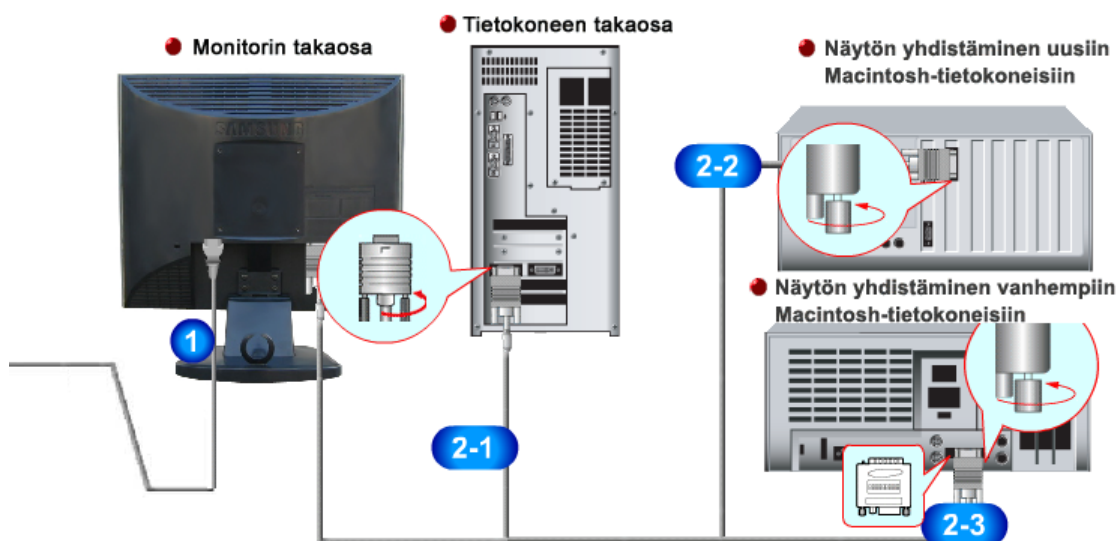 Monitorin takaosa
Tietokoneen takaosa
Näytön yhdistäminen uusiin
Macintosh-tietokoneisiin
SAMSUNG
2-2
Näytön yhdistäminen vanhempiin
Macintosh-tietokoneisiin
1
2-1
2-3